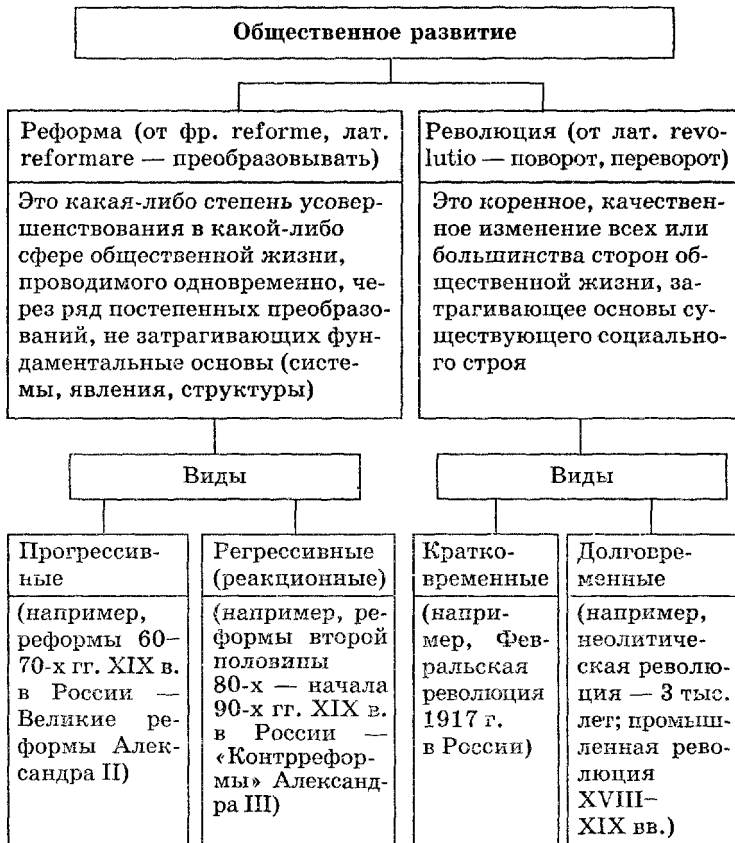 Общественное развитие
Реформа (от фр. reforme, лат.
reformare — преобразовывать)
Это какая-либо степень усовер-
шенствования в какой-либо
сфере общественной жизни,
проводимого одновременно, че-
рез ряд постепенных преобразо-
ваний, не затрагивающих фун-
даментальные основы (систе-
мы, явления, структуры)
Революция (от лат. revo-
lutio — поворот, переворот)
Это коренное, качествен-
ное изменение всех или
большинства сторон об-
щественной жизни, за-
трагивающее основы су-
ществующего социально-
го строя
Виды
Виды
Прогрессив-
ные
(например,
реформы 60–
70-х гг. XIX в.
в России —
Великие ре-
формы Алек-
сандра II)
Регрессивные
(реакционные)
(например, ре-
формы второй
половины
80-х — начала
90-х гг. XIX в.
в России —
«Контррефор-
мы» Александ-
ра III)
Кратко-
временные
(напри-
мер, Фев-
ральская
революция
1917 г.
в России)
Долговре-
менные
(например,
неолитиче-
ская револю-
ция — 3 тыс.
лет; промыш-
ленная рево-
люция
XVIII–
XIX вв.)